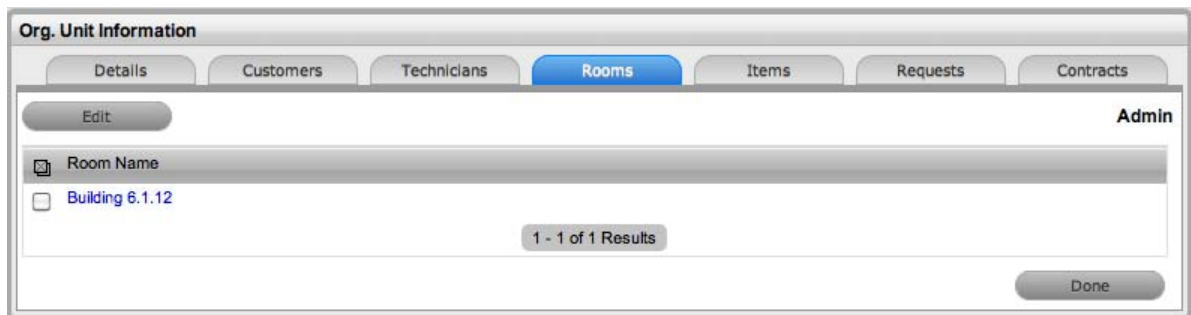 Org. Unit Information
Details Customers Technicians Rooms Items Requests Contracts
Edit Admin
Room Name
Building 6.1.12
1 - 1 of 1 Results
Done